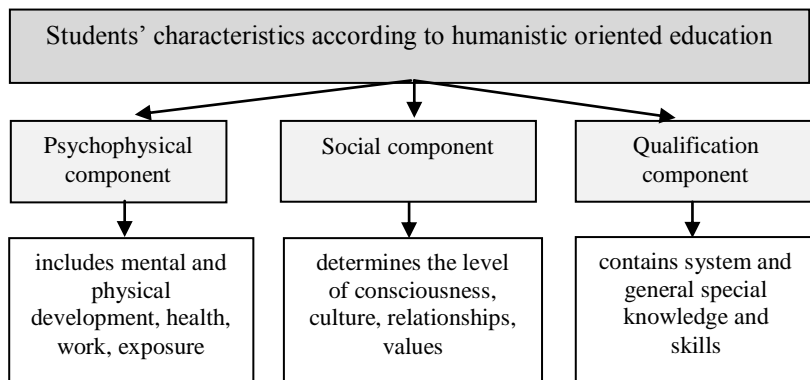 Students’ characteristics according to humanistic oriented education
Psychophysical
component
Social component
Qualification
component
includes mental and
physical
development, health,
work, exposure
determines the level
of consciousness,
culture, relationships,
values
contains system and
general special
knowledge and
skills